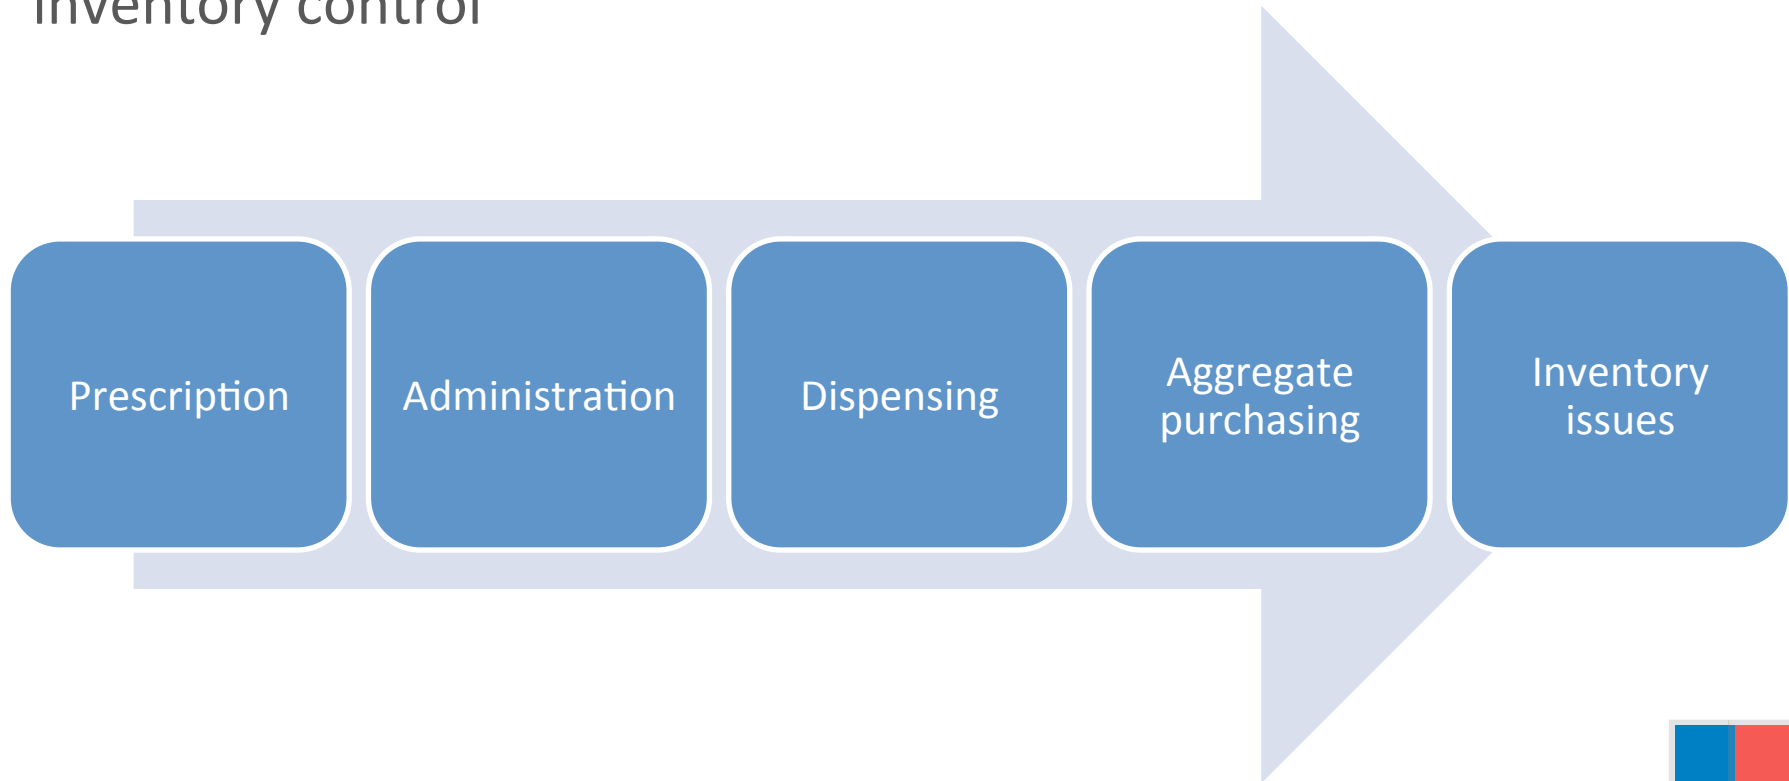 Inventory control
Prescription
Administration
Dispensing
Aggregate
purchasing
Inventory
issues